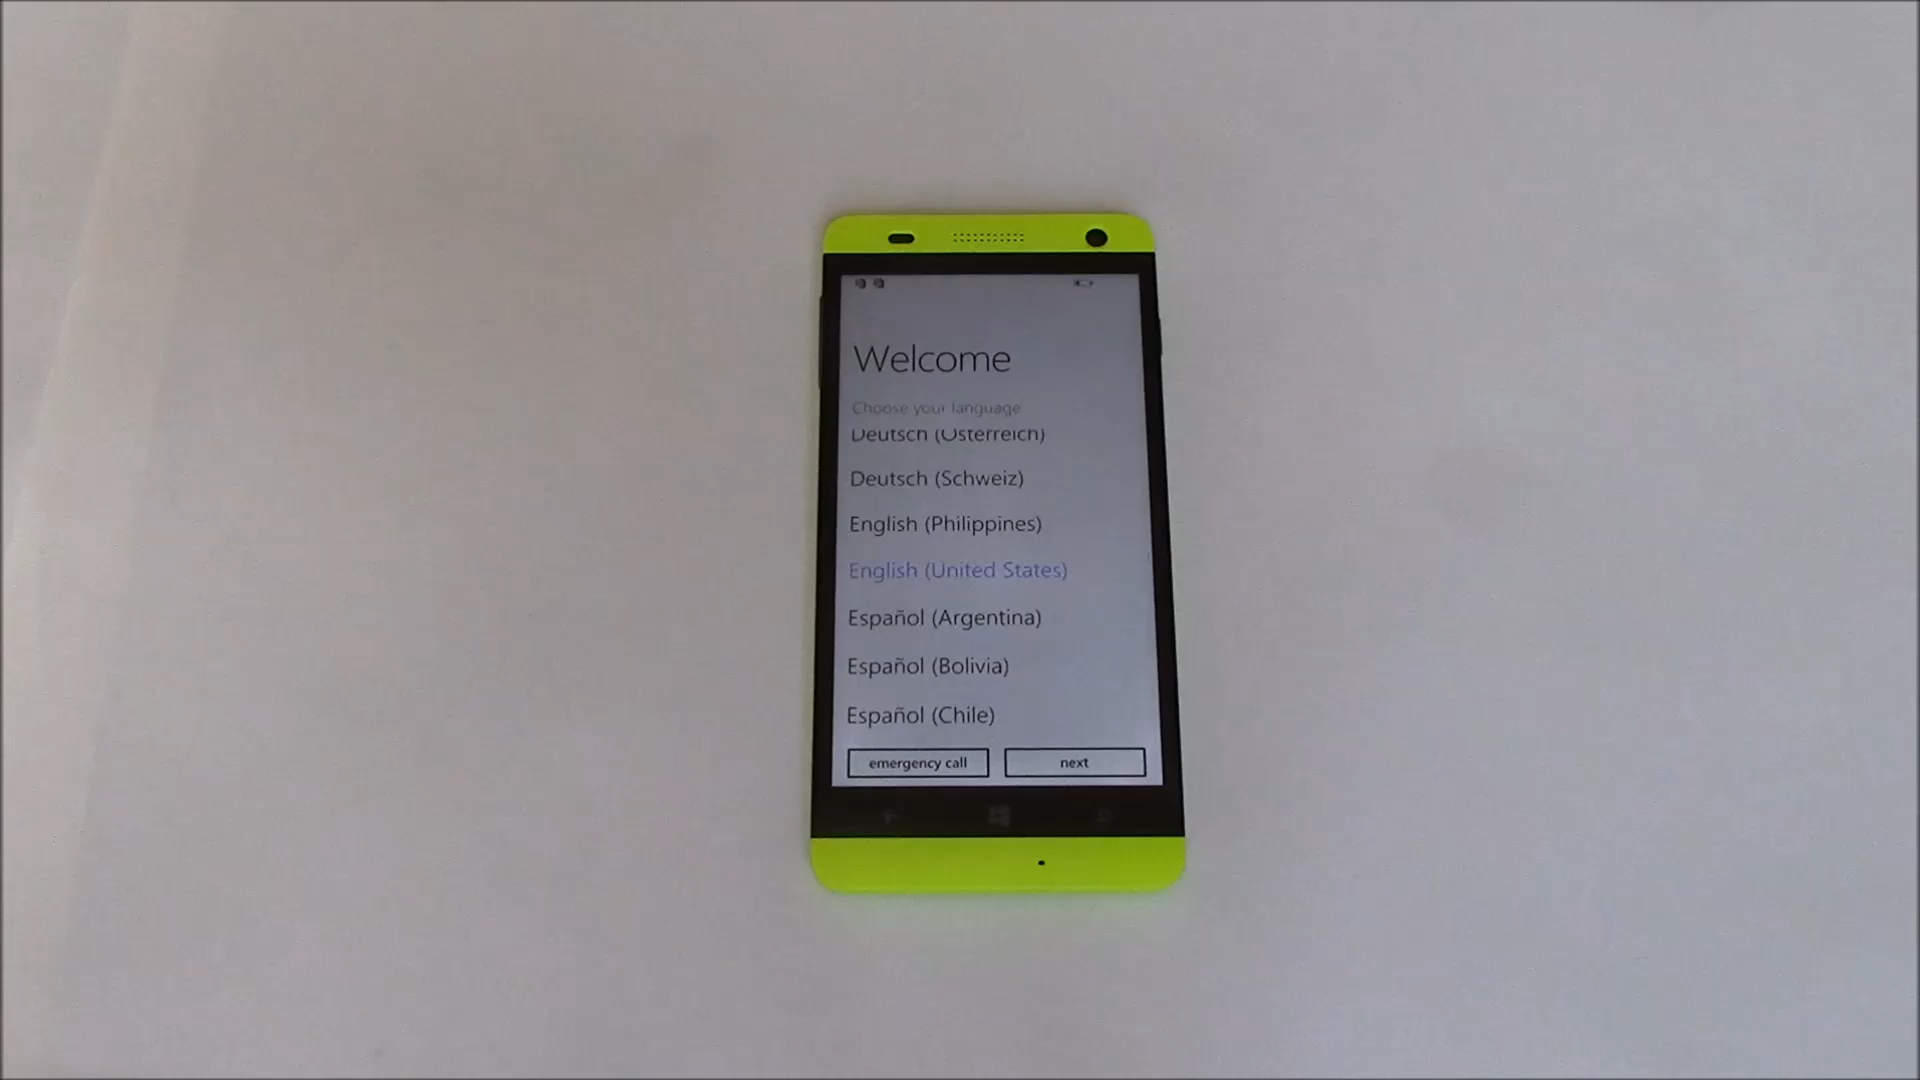 Welcome
Choose your language
Deutsch (Österreich)
Deutsch (Schweiz)
English (Philippines)
English (United States)
Español (Argentina)
Español (Bolivia)
Español (Chile)
emergency call
next